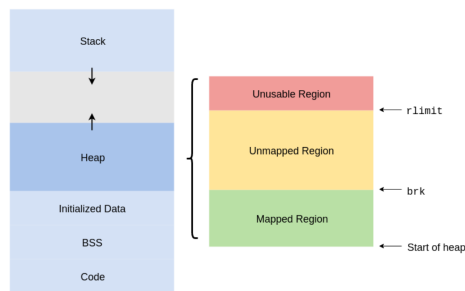 Stack
Heap
Initialized Data
BSS
Code
Unusable Region
rlimit
Unmapped Region
brk
Mapped Region
Start of heap